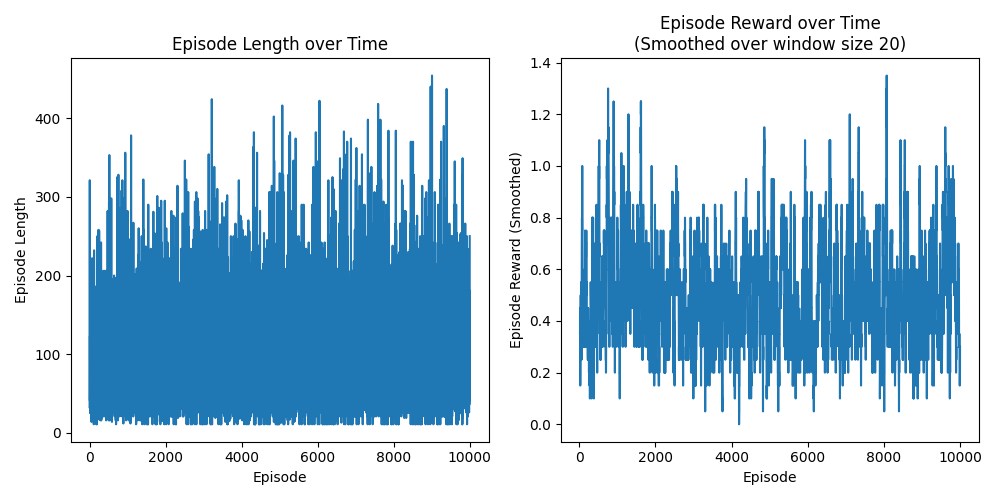 Episode Length over Time
Episode Length
400
300
200
100
0
0 2000 4000 6000 8000 10000
Episode
Episode Reward over Time
(Smoothed over window size 20)
Episode Reward (Smoothed)
1.4
1.2
1.0
0.8
0.6
0.4
0.2
0.0
0 2000 4000 6000 8000 10000
Episode